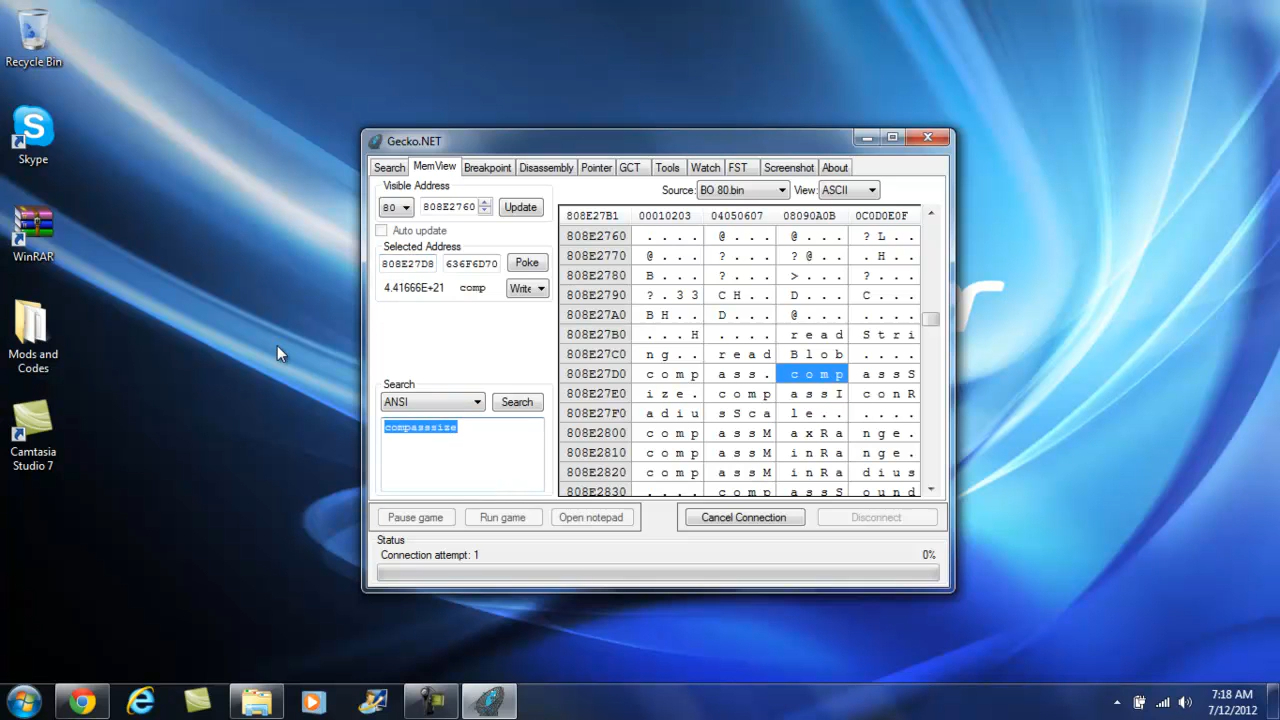 Recycle Bin
Skype
WinRAR
Mods and
Codes
Camtasia
Studio 7
Gecko.NET
Search MemView Breakpoint Disassembly Pointer GCT Tools Watch FST Screenshot About
Visible Address
80 808E2760 Update
Auto update
Selected Address
808E27D8 636F6D70 Poke
4.41666E+21 comp Write
Search
ANSI Search
compasssize
Source: BO 80.bin View: ASCII
808E27B1 00010203 04050607 08090A0B 0C0D0E0F
808E2760 . . . . @ . . . @ . . . ? L . .
808E2770 @ . . . ? . . . ? @ . . . H . .
808E2780 B . . . ? . . . > . . . ? . . .
808E2790 ? . 3 3 C H . . D . . . C . . .
808E27A0 B H . . D . . . @ . . . . . . .
808E27B0 . . . H . . . . r e a d S t r i
808E27C0 n g . . r e a d B l o b . . . .
808E27D0 c o m p a s s . c o m p a s s S
808E27E0 i z e . c o m p a s s I c o n R
808E27F0 a d i u s S c a l e . . . . . .
808E2800 c o m p a s s M a x R a n g e .
808E2810 c o m p a s s M i n R a n g e .
808E2820 c o m p a s s M i n R a d i u s
808E2830 . . . . c o m p a s s S o u n d
Pause game Run game Open notepad Cancel Connection Disconnect
Status
Connection attempt: 1 0%
r
7:18 AM
7/12/2012